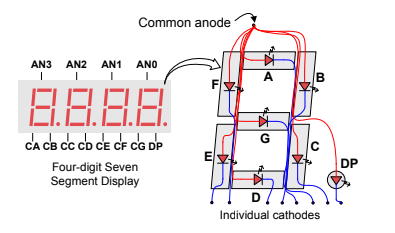 Common anode
AN3 AN2 AN1 AN0
A
F
B
G
E
C
D
DP
CA CB CC CD CE CF CG DP
Four-digit Seven
Segment Display
Individual cathodes